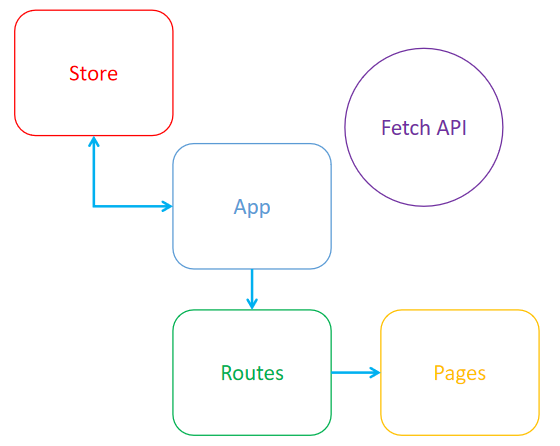 Store
Fetch API
App
Routes
Pages